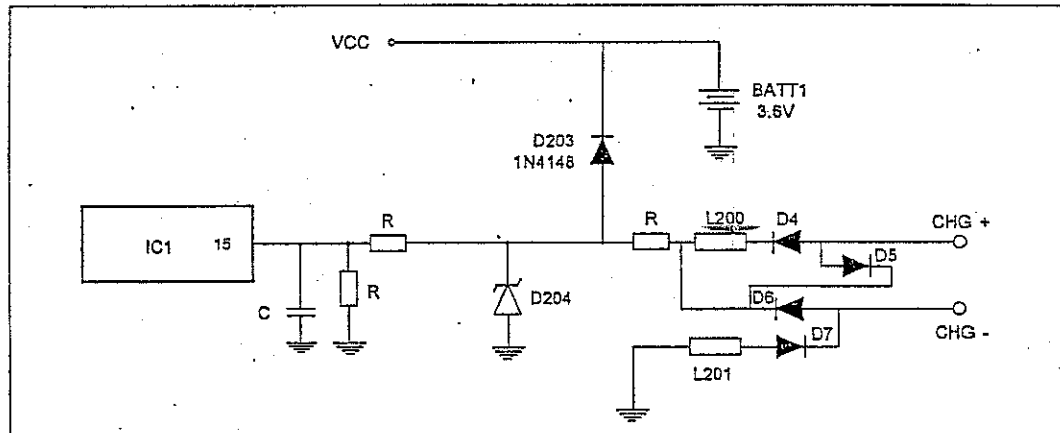 VCC
BATT1
3.6V
D203
1N4148
IC1 15
R
R
C
D204
R
L200
D4
CHG +
D5
D6
CHG -
D7
L201